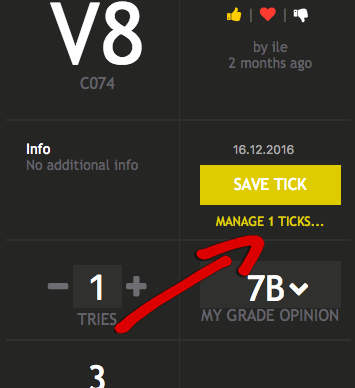 V8
C074
by ile
2 months ago
Info
No additional info
16.12.2016
SAVE TICK
MANAGE 1 TICKS...
1
TRIES
7B
MY GRADE OPINION
3